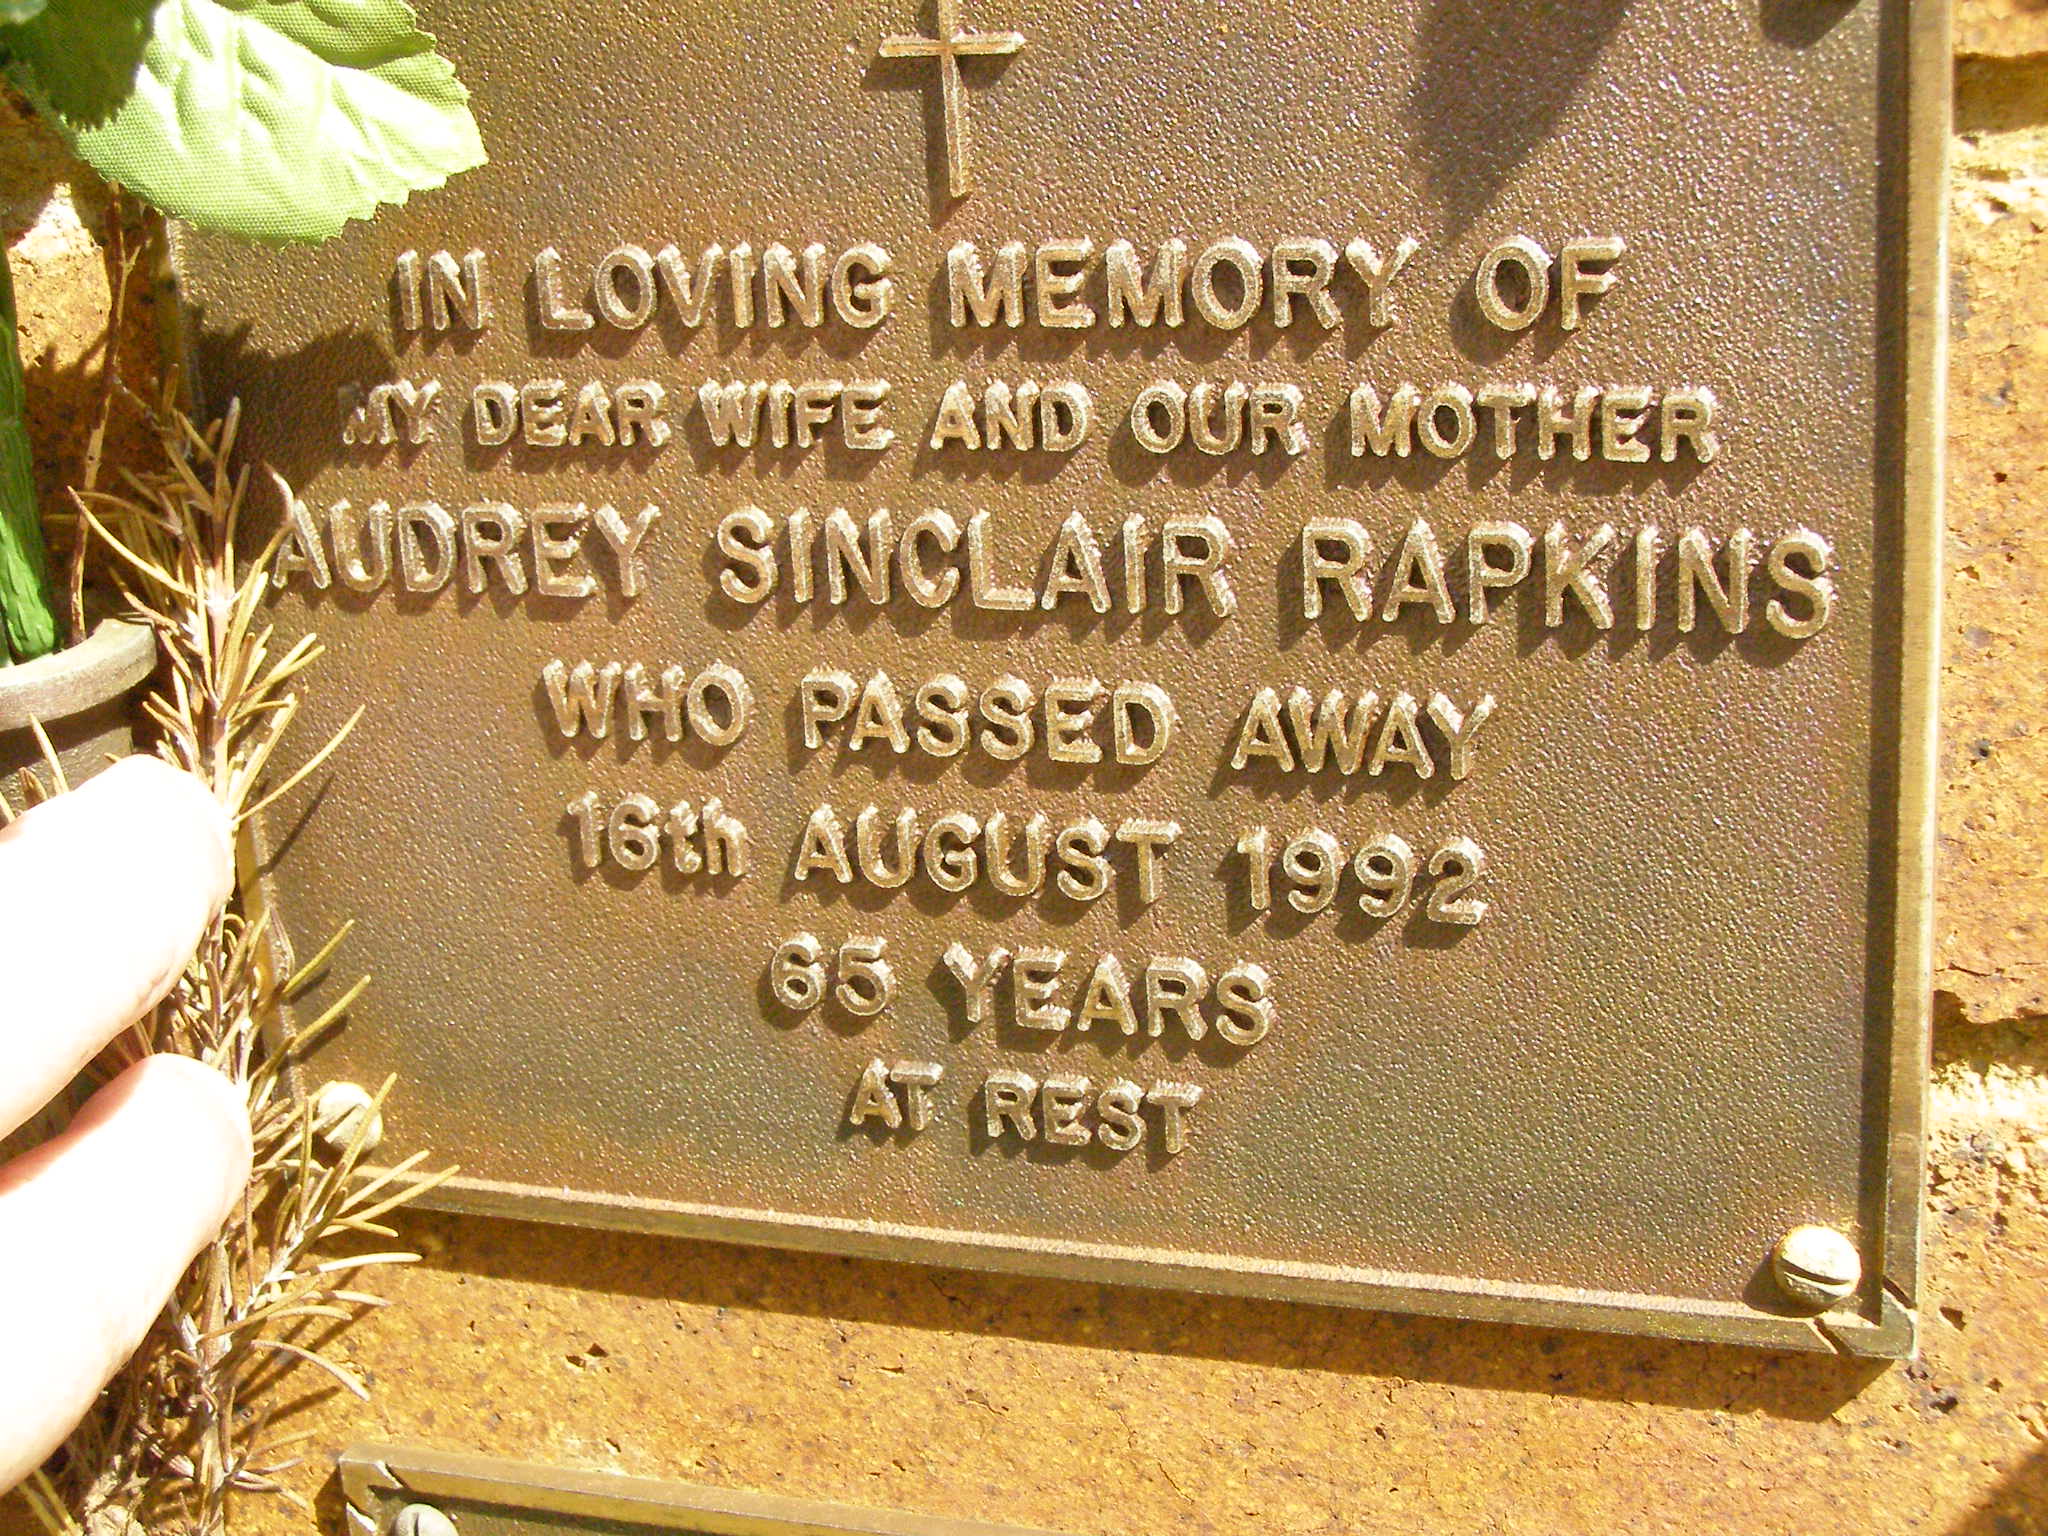 IN LOVING MEMORY OF
MY DEAR WIFE AND OUR MOTHER
AUDREY SINCLAIR RAPKINS
WHO PASSED AWAY
16th AUGUST 1992
65 YEARS
AT REST